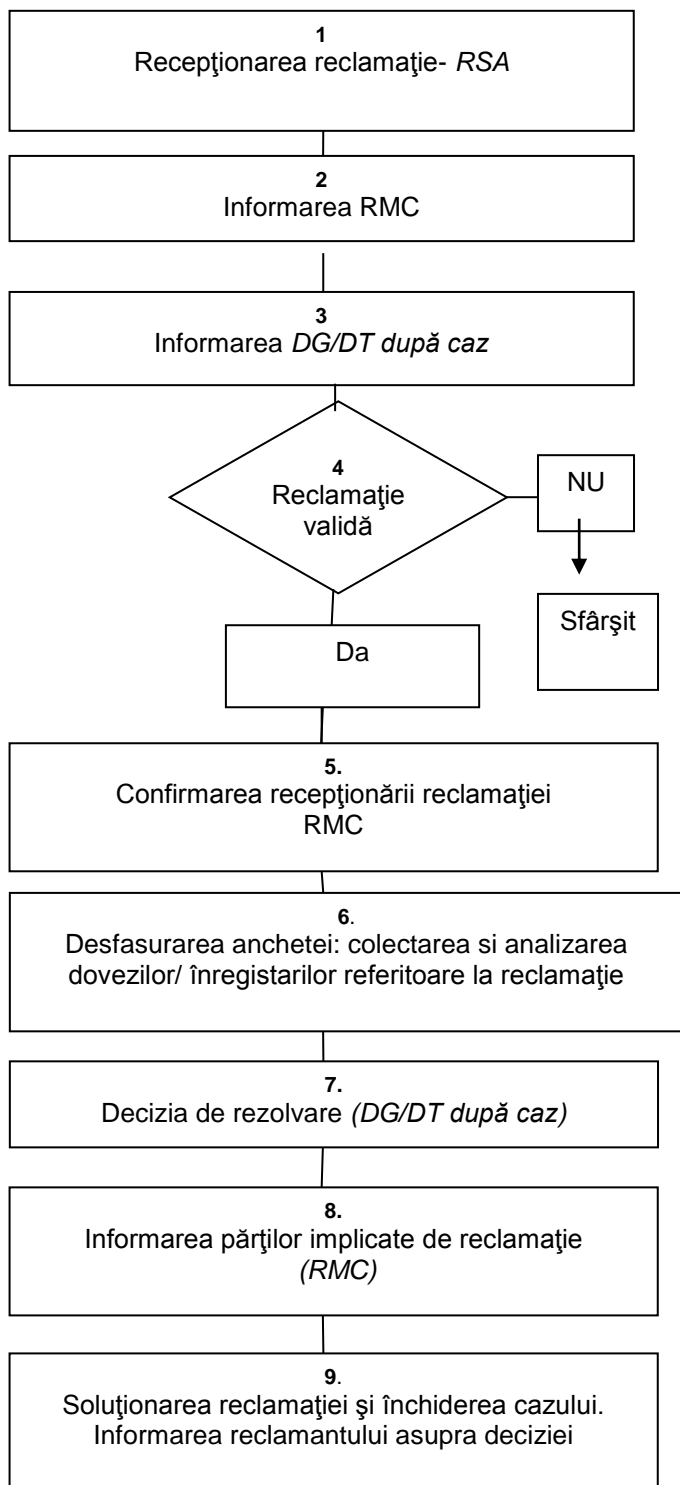 1
Recepţionarea reclamaţie- RSA
2
Informarea RMC
3
Informarea DG/DT după caz
4
Reclamaţie
validă
NU
Sfârşit
Da
5.
Confirmarea recepţionării reclamaţiei
RMC
6.
Desfasurarea anchetei: colectarea si analizarea
dovezilor/ înregistarilor referitoare la reclamaţie
7.
Decizia de rezolvare (DG/DT după caz)
8.
Informarea părţilor implicate de reclamaţie
(RMC)
9.
Soluţionarea reclamaţiei şi închiderea cazului.
Informarea reclamantului asupra deciziei